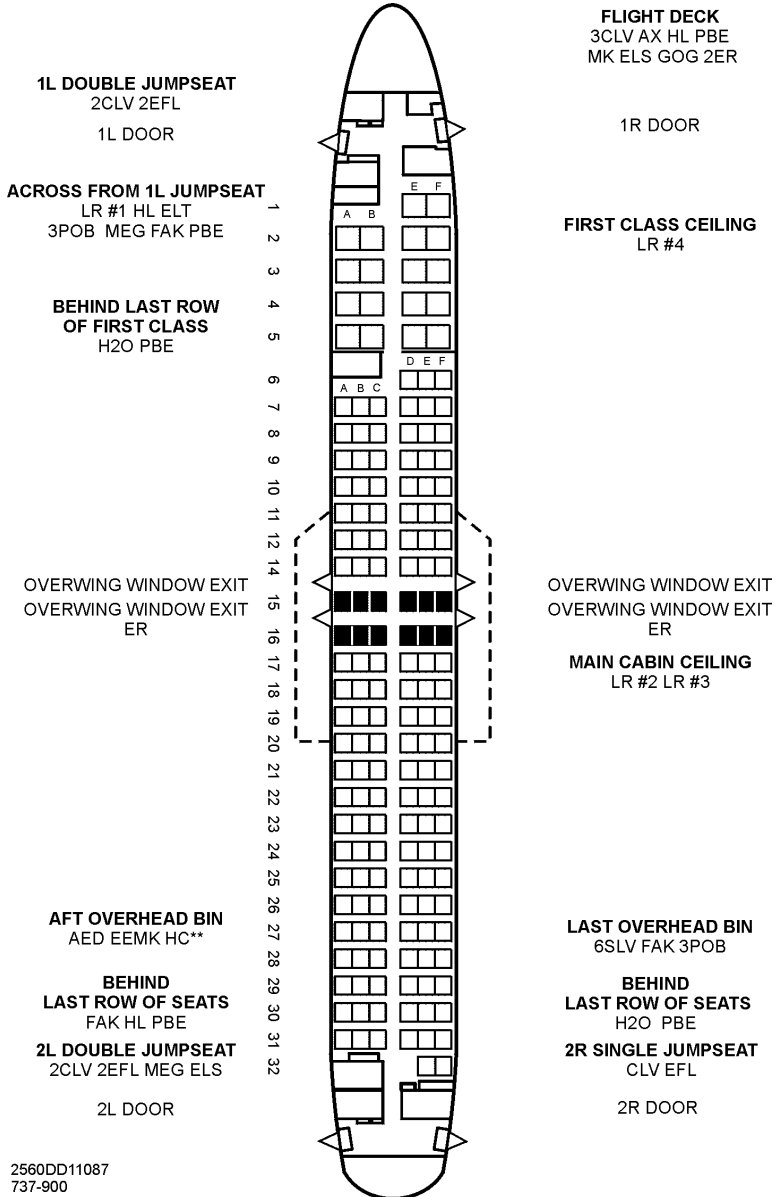 FLIGHT DECK
3CLV AX HL PBE
MK ELS GOG 2ER
1L DOUBLE JUMPSEAT
2CLV 2EFL
1L DOOR
1R DOOR
ACROSS FROM 1L JUMPSEAT
LR #1 HL ELT
3POB MEG FAK PBE
E F
1
A B
2
FIRST CLASS CEILING
LR #4
3
4
BEHIND LAST ROW
OF FIRST CLASS
H2O PBE
5
D E F
6
A B C
7
8
9
10
11
12
14
OVERWING WINDOW EXIT
OVERWING WINDOW EXIT
ER
OVERWING WINDOW EXIT
OVERWING WINDOW EXIT
ER
15
16
17
MAIN CABIN CEILING
LR #2 LR #3
18
19
20
21
22
23
24
25
26
27
AFT OVERHEAD BIN
AED EEMK HC**
LAST OVERHEAD BIN
6SLV FAK 3POB
28
29
30
BEHIND
LAST ROW OF SEATS
FAK HL PBE
BEHIND
LAST ROW OF SEATS
H2O PBE
31
32
2L DOUBLE JUMPSEAT
2CLV 2EFL MEG ELS
2R SINGLE JUMPSEAT
CLV EFL
2L DOOR
2R DOOR
2560DD11087
737-900